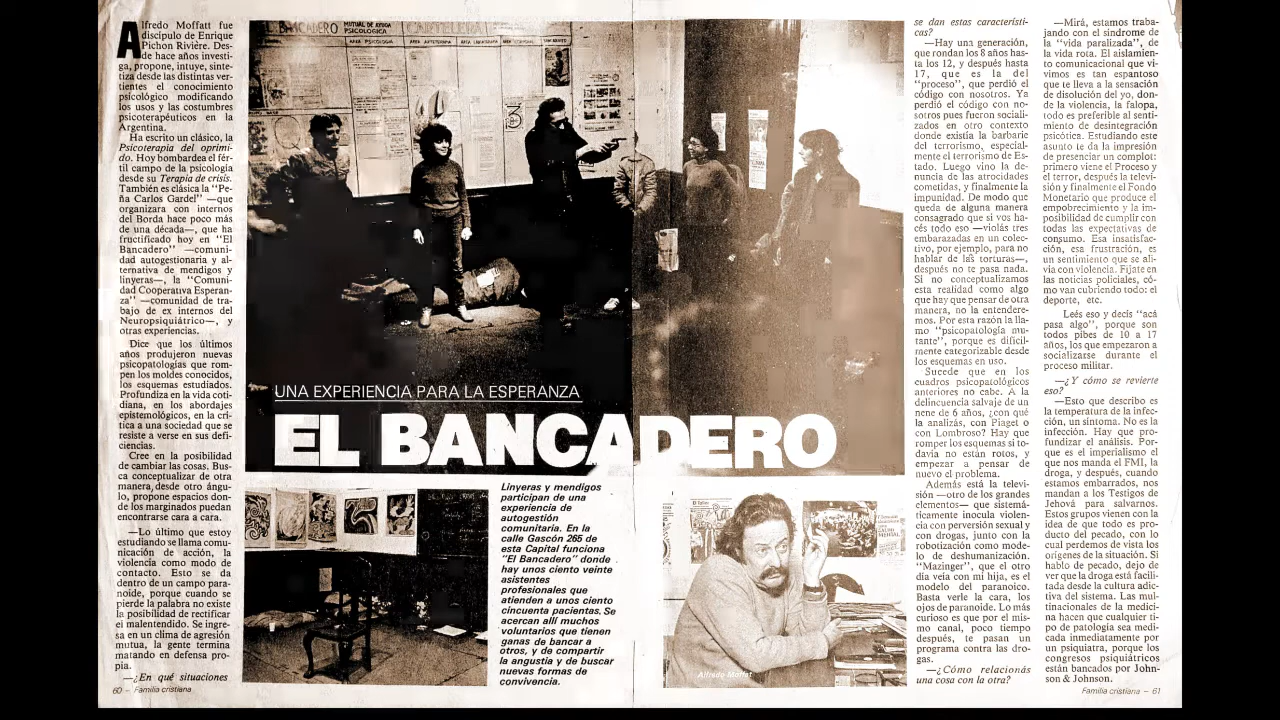 Alfredo Moffatt fue
discípulo de Enrique
Pichon Rivière. Des-
de hace años investi-
ga, propone, intuye, sinte-
tiza desde las distintas ver-
tientes el conocimiento
psicológico modificando
los usos y las costumbres
psicoterapéuticos en la
Argentina.
Ha escrito un clásico, la
Psicoterapia del oprimi-
do. Hoy bombardea el fér-
til campo de la psicología
desde su Terapia de crisis.
También es clásica la "Pe-
ña Carlos Gardel" —que
organizara con internos
del Borda hace poco más
de una década—, que ha
fructificado hoy en "El
Bancadero" —comuni-
dad autogestionaria y al-
ternativa de mendigos y
linyeras—, la "Comuni-
dad Cooperativa Esperan-
za" —comunidad de tra-
bajo de ex internos del
Neuropsiquiátrico—, y
otras experiencias.
Dice que los últimos
años produjeron nuevas
psicopatologías que rom-
pen los moldes conocidos,
los esquemas estudiados.
Profundiza en la vida coti-
diana, en los abordajes
epistemológicos, en la crí-
tica a una sociedad que se
resiste a verse en sus defi-
ciencias.
Cree en la posibilidad
de cambiar las cosas. Bus-
ca conceptualizar de otra
manera, desde otro ángu-
lo, propone espacios don-
de los marginados puedan
encontrarse cara a cara.
—Lo último que estoy
estudiando se llama comu-
nicación de acción, la
violencia como modo de
contacto. Esto se da
dentro de un campo para-
noide, porque cuando se
pierde la palabra no existe
la posibilidad de rectificar
el malentendido. Se ingre-
sa en un clima de agresión
mutua, la gente termina
matando en defensa pro-
pia.
—¿En qué situaciones
60 – Familia cristiana
BANCADERO
MUTUAL DE AYUDA
PSICOLOGICA
UNA EXPERIENCIA PARA LA ESPERANZA
EL BANCADERO
Linyeras y mendigos
participan de una
experiencia de
autogestión
comunitaria. En la
calle Gascón 265 de
esta Capital funciona
"El Bancadero" donde
hay unos ciento veinte
asistentes
profesionales que
atienden a unos ciento
cincuenta pacientes. Se
acercan allí muchos
voluntarios que tienen
ganas de bancar a
otros, y de compartir
la angustia y de buscar
nuevas formas de
convivencia.
Alfredo Moffat
se dan estas característi-
cas?
—Hay una generación,
que rondan los 8 años has-
ta los 12, y después hasta
17, que es la del
"proceso", que perdió el
código con nosotros. Ya
perdió el código con no-
sotros pues fueron sociali-
zados en otro contexto
donde existía la barbarie
del terrorismo, especial-
mente el terrorismo de Es-
tado. Luego vino la de-
nuncia de las atrocidades
cometidas, y finalmente la
impunidad. De modo que
queda de alguna manera
consagrado que si vos ha-
cés todo eso —violás tres
embarazadas en un colec-
tivo, por ejemplo, para no
hablar de las torturas—,
después no te pasa nada.
Si no conceptualizamos
esta realidad como algo
que hay que pensar de otra
manera, no la entendere-
mos. Por esta razón la lla-
mo "psicopatología mu-
tante", porque es difícil-
mente categorizable desde
los esquemas en uso.
Sucede que en los
cuadros psicopatológicos
anteriores no cabe. A la
delincuencia salvaje de un
nene de 6 años, ¿con qué
la analizás, con Piaget o
con Lombroso? Hay que
romper los esquemas si to-
davía no están rotos, y
empezar a pensar de
nuevo el problema.
Además está la televi-
sión —otro de los grandes
elementos— que sistemá-
ticamente inocula violen-
cia con perversión sexual y
con drogas, junto con la
robotización como mode-
lo de deshumanización.
"Mazinger", que el otro
día veía con mi hija, es el
modelo del paranoico.
Basta verle la cara, los
ojos de paranoide. Lo más
curioso es que por el mis-
mo canal, poco tiempo
después, te pasan un
programa contra las dro-
gas.
—¿Cómo relacionás
una cosa con la otra?
—Mirá, estamos traba-
jando con el síndrome de
la "vida paralizada", de
la vida rota. El aislamien-
to comunicacional que vi-
vimos es tan espantoso
que te lleva a la sensación
de disolución del yo, don-
de la violencia, la falopa,
todo es preferible al senti-
miento de desintegración
psicótica. Estudiando este
asunto te da la impresión
de presenciar un complot:
primero viene el Proceso y
el terror, después la televi-
sión y finalmente el Fondo
Monetario que produce el
empobrecimiento y la im-
posibilidad de cumplir con
todas las expectativas de
consumo. Esa insatisfac-
ción, esa frustración, es
un sentimiento que se ali-
via con violencia. Fijate en
las noticias policiales, có-
mo van cubriendo todo: el
deporte, etc.
Leés eso y decís "acá
pasa algo", porque son
todos pibes de 10 a 17
años, los que empezaron a
socializarse durante el
proceso militar.
—¿Y cómo se revierte
eso?
—Esto que describo es
la temperatura de la infec-
ción, un síntoma. No es la
infección. Hay que pro-
fundizar el análisis. Por-
que es el imperialismo el
que nos manda el FMI, la
droga, y después, cuando
estamos embarrados, nos
mandan a los Testigos de
Jehová para salvarnos.
Estos grupos vienen con la
idea de que todo es pro-
ducto del pecado, con lo
cual perdemos de vista los
orígenes de la situación. Si
hablo de pecado, dejo de
ver que la droga está facili-
tada desde la cultura adic-
tiva del sistema. Las mul-
tinacionales de la medici-
na hacen que cualquier ti-
po de patología sea medi-
cada inmediatamente por
un psiquiatra, porque los
congresos psiquiátricos
están bancados por John-
son & Johnson.
Familia cristiana – 61